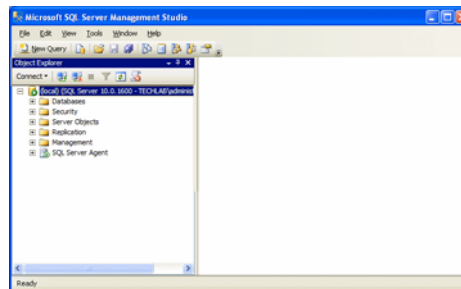 Microsoft SQL Server Management Studio
File Edit View Tools Window Help
New Query
Object Explorer
Connect
(local) (SQL Server 10.0.1600 - TECHLAB\administ
Databases
Security
Server Objects
Replication
Management
SQL Server Agent
Ready